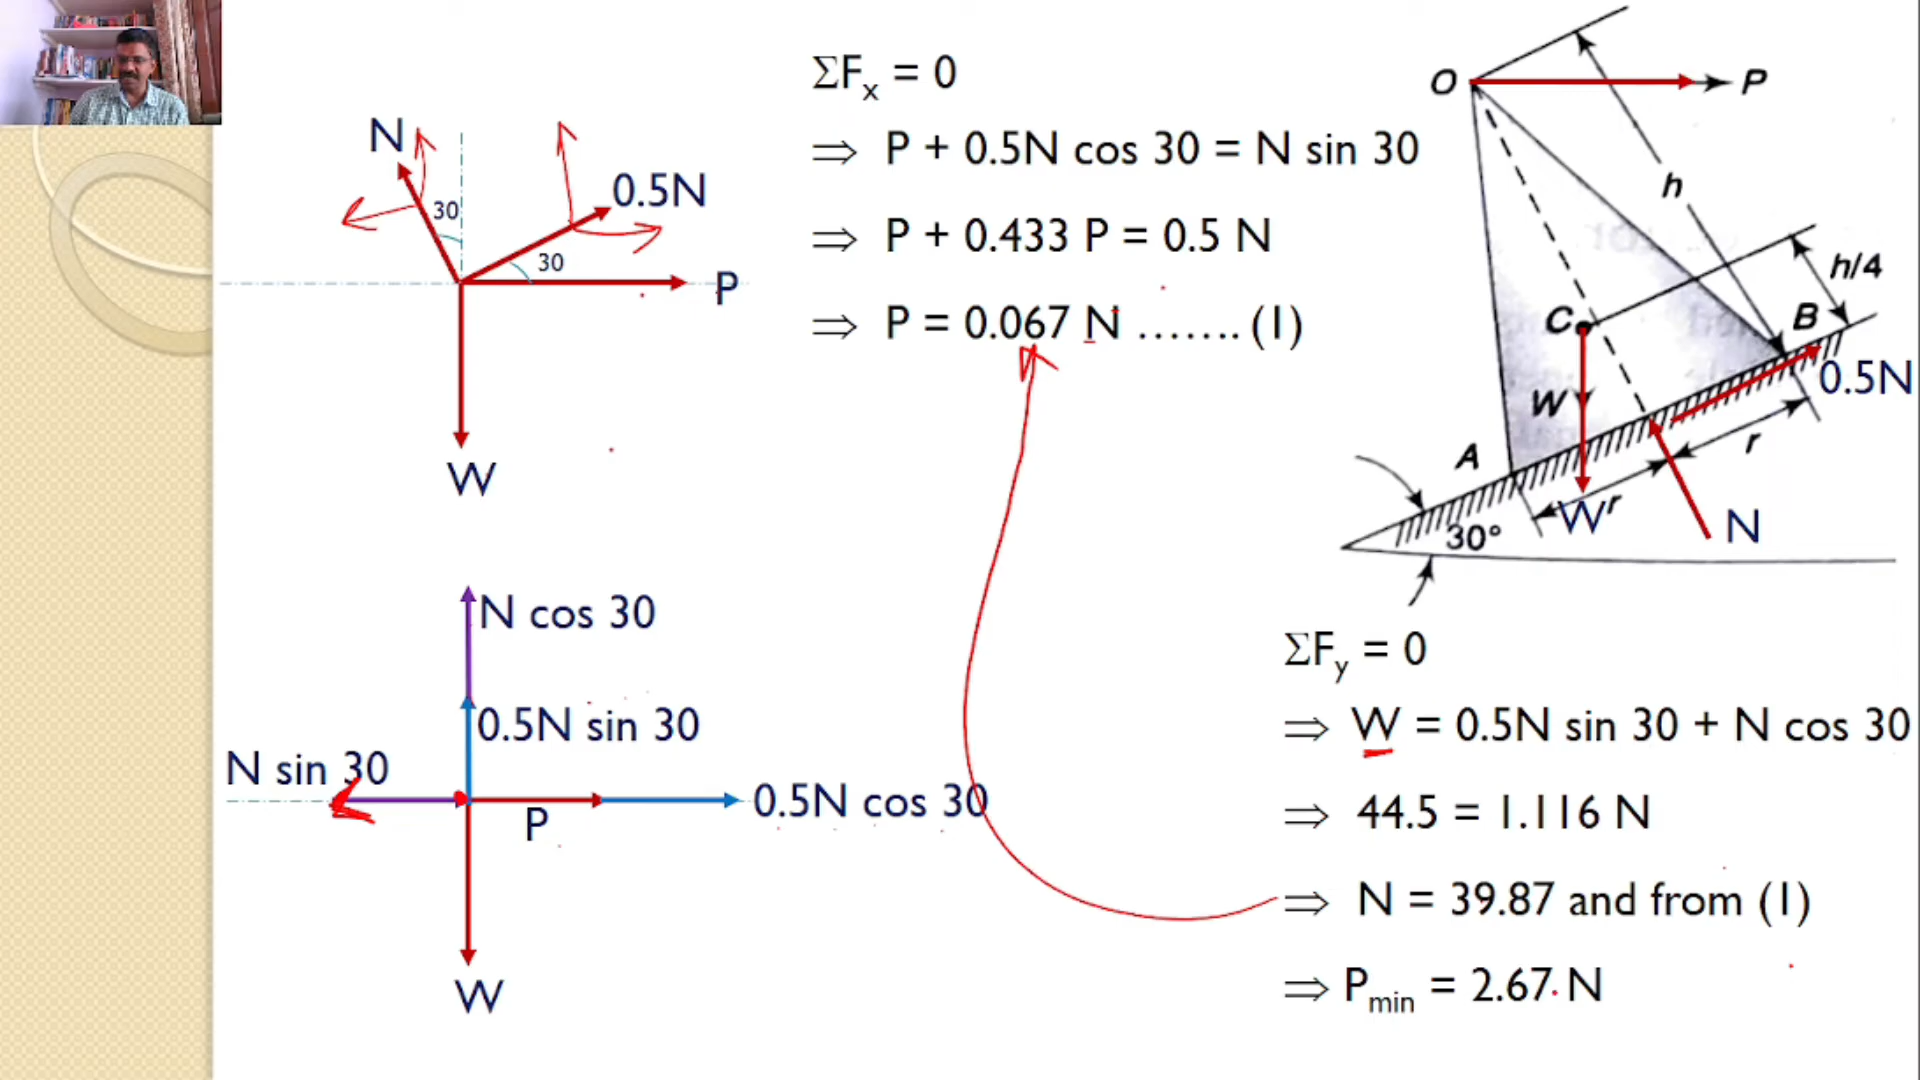 ΣFx = 0
⇒ P + 0.5N cos 30 = N sin 30
⇒ P + 0.433 P = 0.5 N
⇒ P = 0.067 N ……. (1)
N
30
0.5N
30
P
W
N cos 30
0.5N sin 30
N sin 30
P
0.5N cos 30
W
O
P
h
h/4
C
B
0.5N
W
A
r
W
r
N
30°
ΣFy = 0
⇒ W = 0.5N sin 30 + N cos 30
⇒ 44.5 = 1.116 N
⇒ N = 39.87 and from (1)
⇒ Pmin = 2.67 N